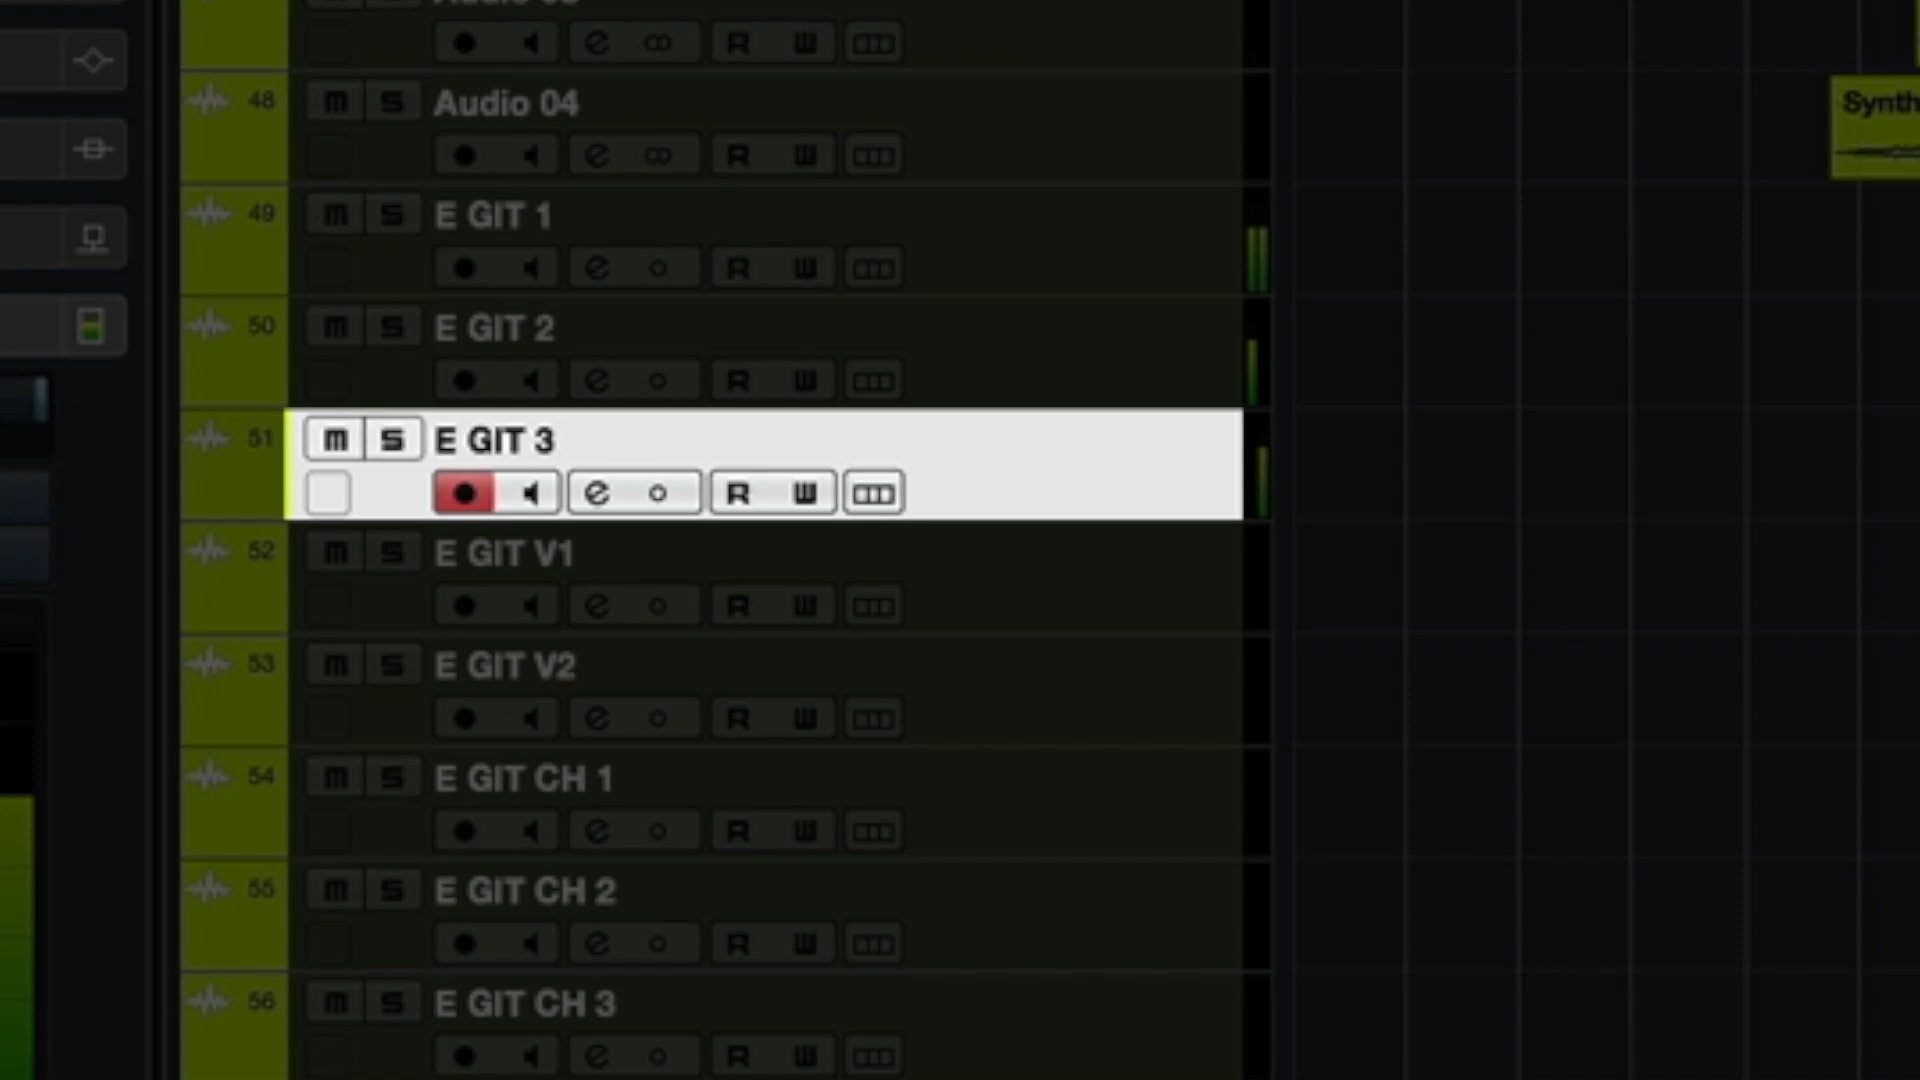 48 m S Audio 04
e R W
Synth
49 m S E GIT 1
e R W
50 m S E GIT 2
e R W
51 m S E GIT 3
e R W
52 m S E GIT V1
e R W
53 m S E GIT V2
e R W
54 m S E GIT CH 1
e R W
55 m S E GIT CH 2
e R W
56 m S E GIT CH 3
e R W